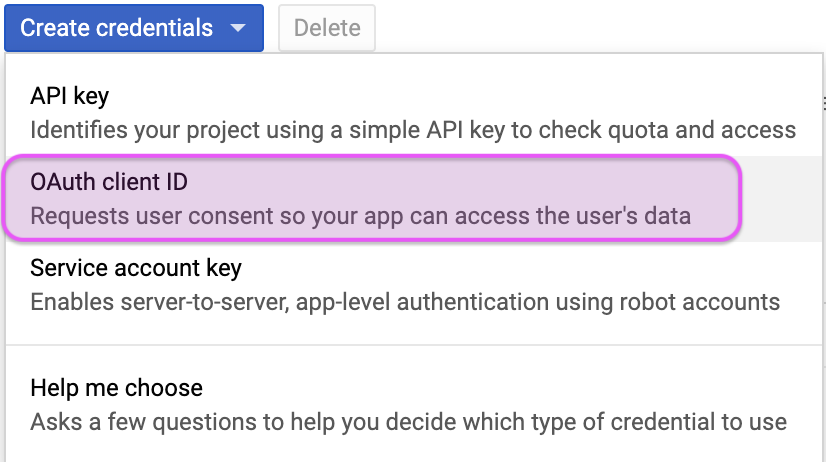 Create credentials
Delete
API key
Identifies your project using a simple API key to check quota and access
OAuth client ID
Requests user consent so your app can access the user's data
Service account key
Enables server-to-server, app-level authentication using robot accounts
Help me choose
Asks a few questions to help you decide which type of credential to use